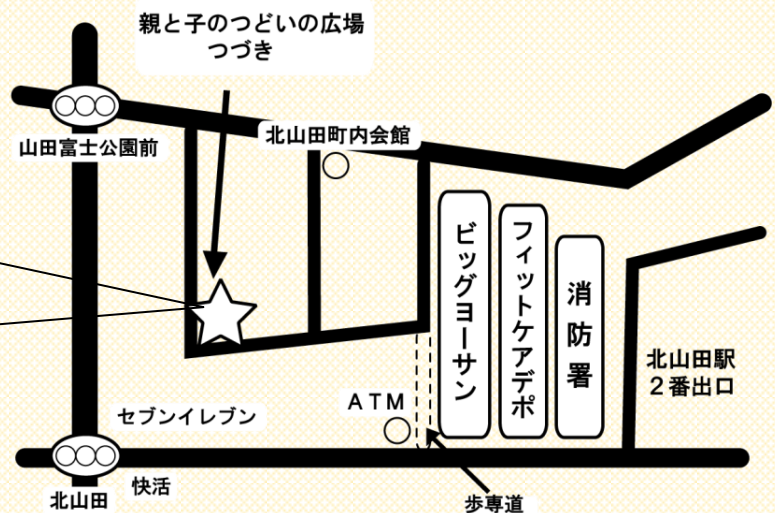 親と子のつどいの広場
つづき
北山田町内会館
山田富士公園前
ビッグヨーサン
フィットケアデポ
消防署
北山田駅
２番出口
ＡＴＭ
セブンイレブン
快活
北山田
歩専道